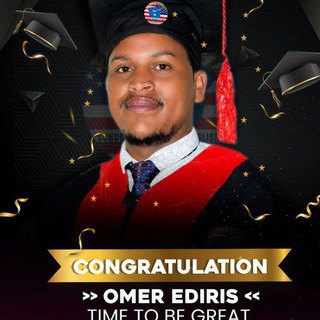 CONGRATULATION
>> OMER EDIRIS <<
TIME TO BE GREAT